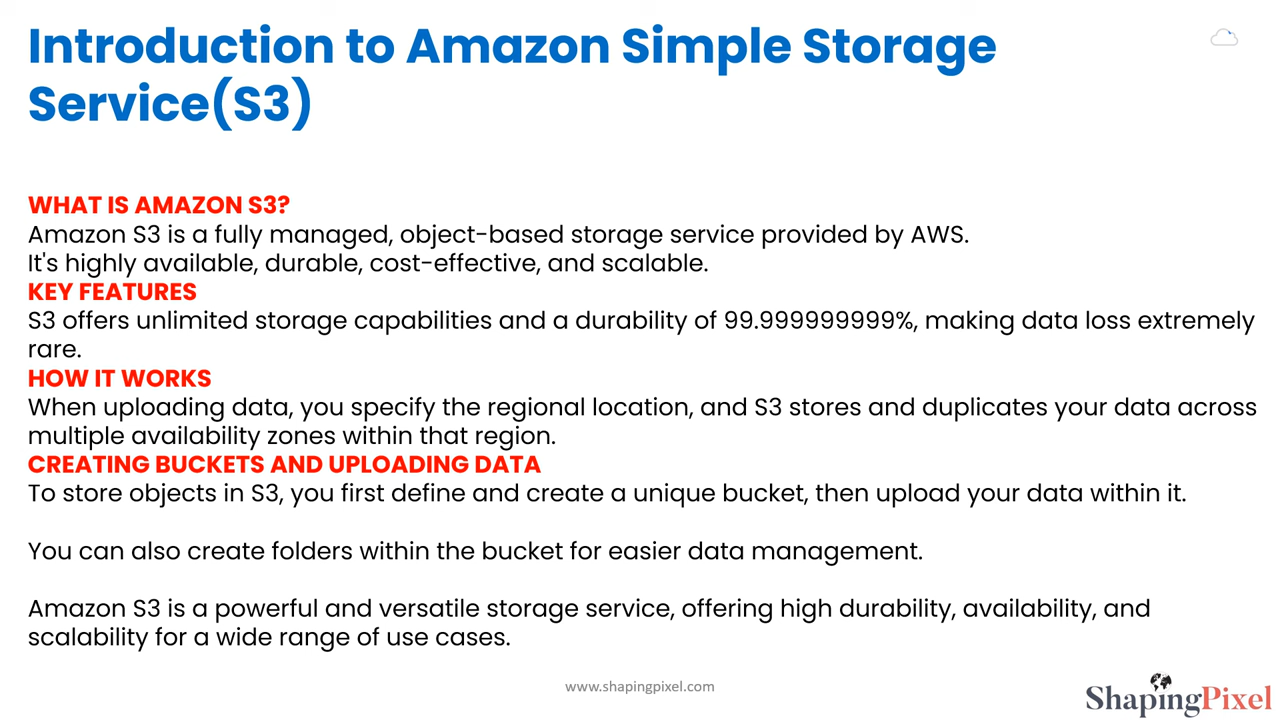 Introduction to Amazon Simple Storage
Service(S3)
WHAT IS AMAZON S3?
Amazon S3 is a fully managed, object-based storage service provided by AWS.
It's highly available, durable, cost-effective, and scalable.
KEY FEATURES
S3 offers unlimited storage capabilities and a durability of 99.999999999%, making data loss extremely
rare.
HOW IT WORKS
When uploading data, you specify the regional location, and S3 stores and duplicates your data across
multiple availability zones within that region.
CREATING BUCKETS AND UPLOADING DATA
To store objects in S3, you first define and create a unique bucket, then upload your data within it.
You can also create folders within the bucket for easier data management.
Amazon S3 is a powerful and versatile storage service, offering high durability, availability, and
scalability for a wide range of use cases.
www.shapingpixel.com
ShapingPixel